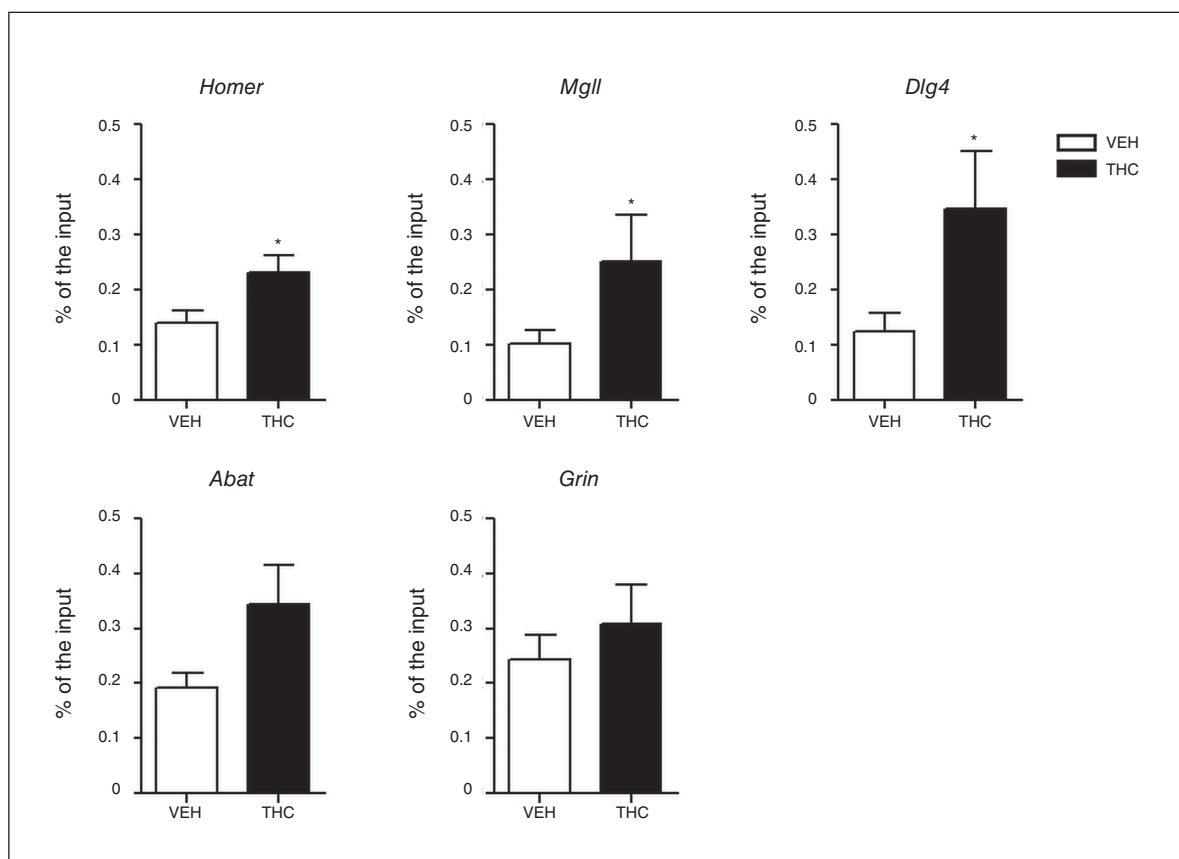 Homer
Mgll
Dlg4
% of the input
0.5
0.4
0.3
0.2
0.1
0
*
VEH
THC
% of the input
0.5
0.4
0.3
0.2
0.1
0
*
VEH
THC
% of the input
0.5
0.4
0.3
0.2
0.1
0
*
VEH
THC
VEH
THC
Abat
Grin
% of the input
0.5
0.4
0.3
0.2
0.1
0
VEH
THC
% of the input
0.5
0.4
0.3
0.2
0.1
0
VEH
THC